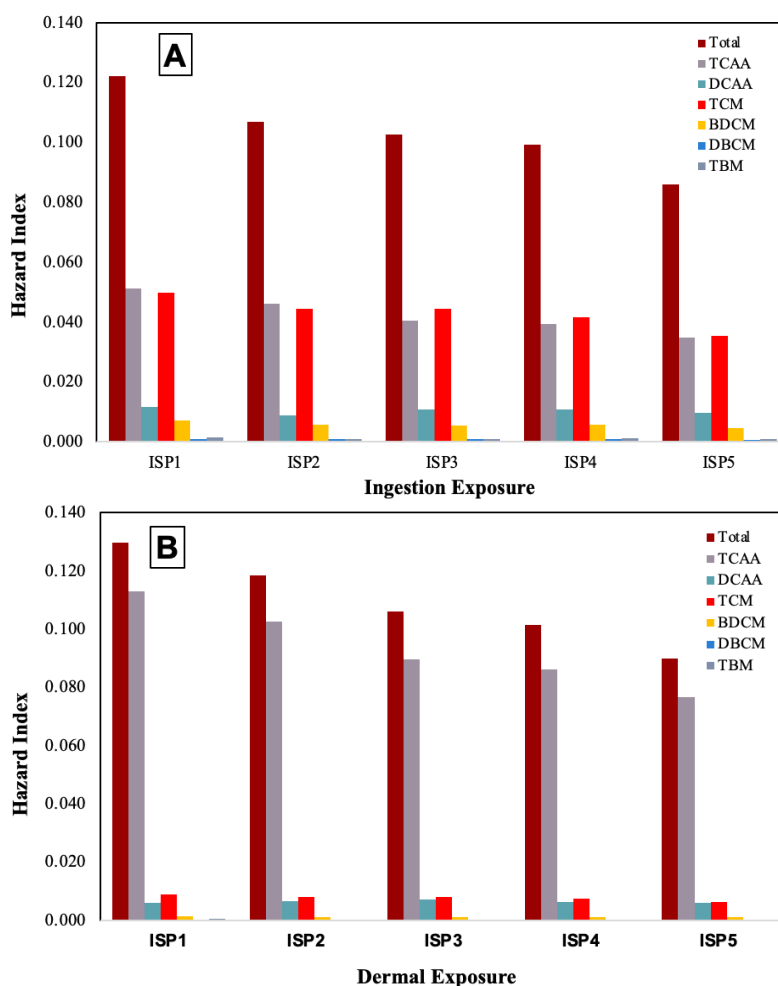 A
Total
TCAA
DCAA
TCM
BDCM
DBCM
TBM
Hazard Index
0.140
0.120
0.100
0.080
0.060
0.040
0.020
0.000
ISP1 ISP2 ISP3 ISP4 ISP5
Ingestion Exposure
B
Total
TCAA
DCAA
TCM
BDCM
DBCM
TBM
Hazard Index
0.140
0.120
0.100
0.080
0.060
0.040
0.020
0.000
ISP1 ISP2 ISP3 ISP4 ISP5
Dermal Exposure